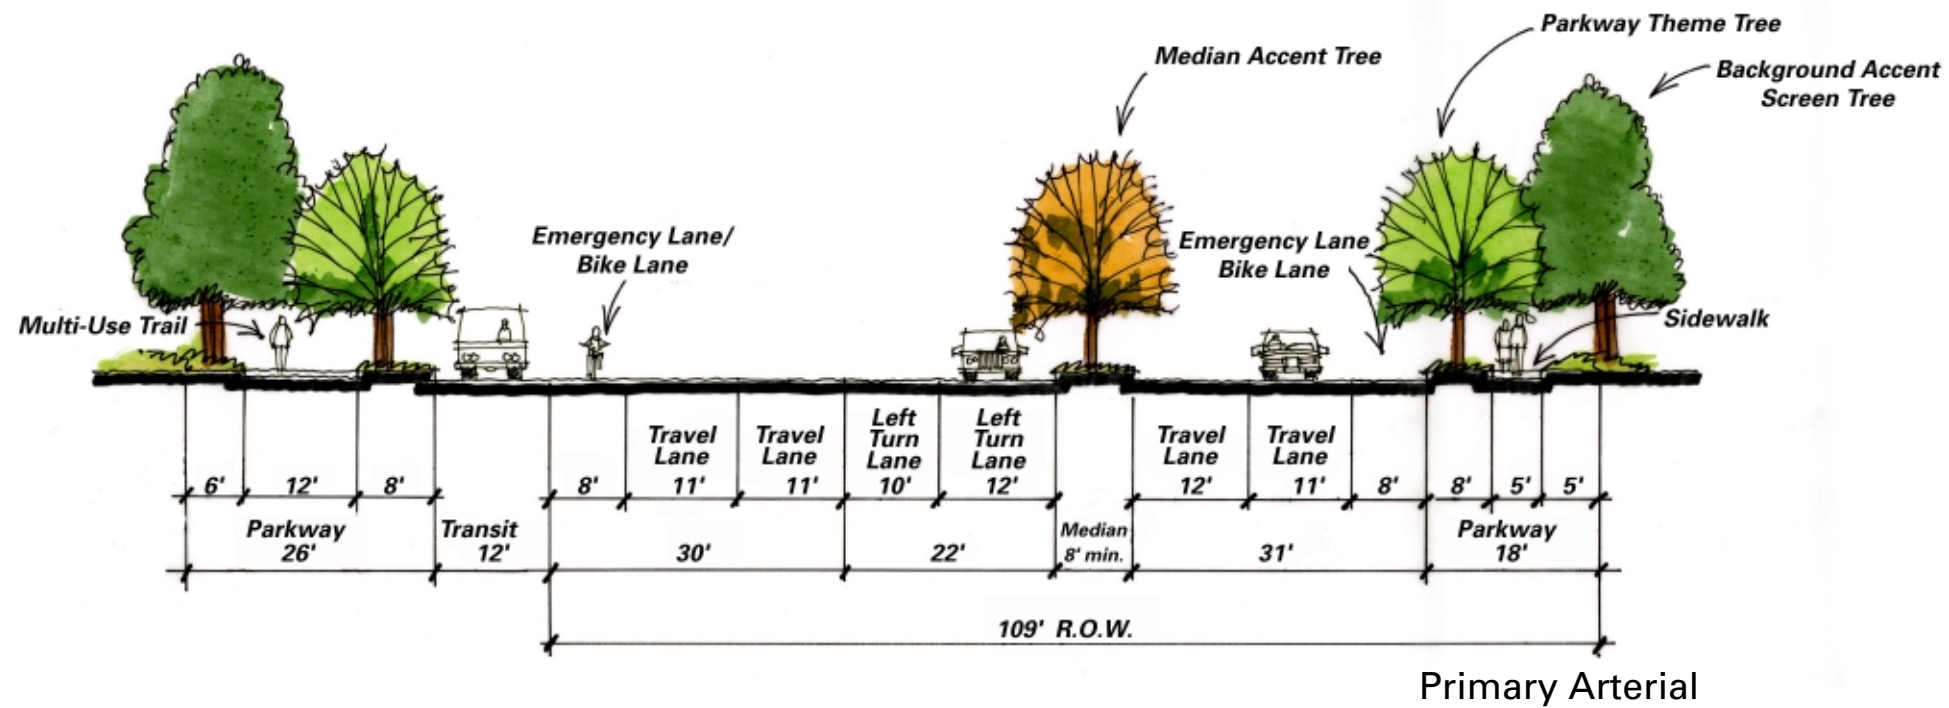 Parkway Theme Tree
Median Accent Tree
Background Accent
Screen Tree
Emergency Lane/
Bike Lane
Emergency Lane
Bike Lane
Multi-Use Trail
Sidewalk
Travel
Lane
11'
Travel
Lane
11'
Left
Turn
Lane
10'
Left
Turn
Lane
12'
Travel
Lane
12'
Travel
Lane
11'
6'
12'
8'
8'
8'
8'
5'
5'
Parkway
26'
Transit
12'
30'
22'
Median
8' min.
31'
Parkway
18'
109' R.O.W.
Primary Arterial